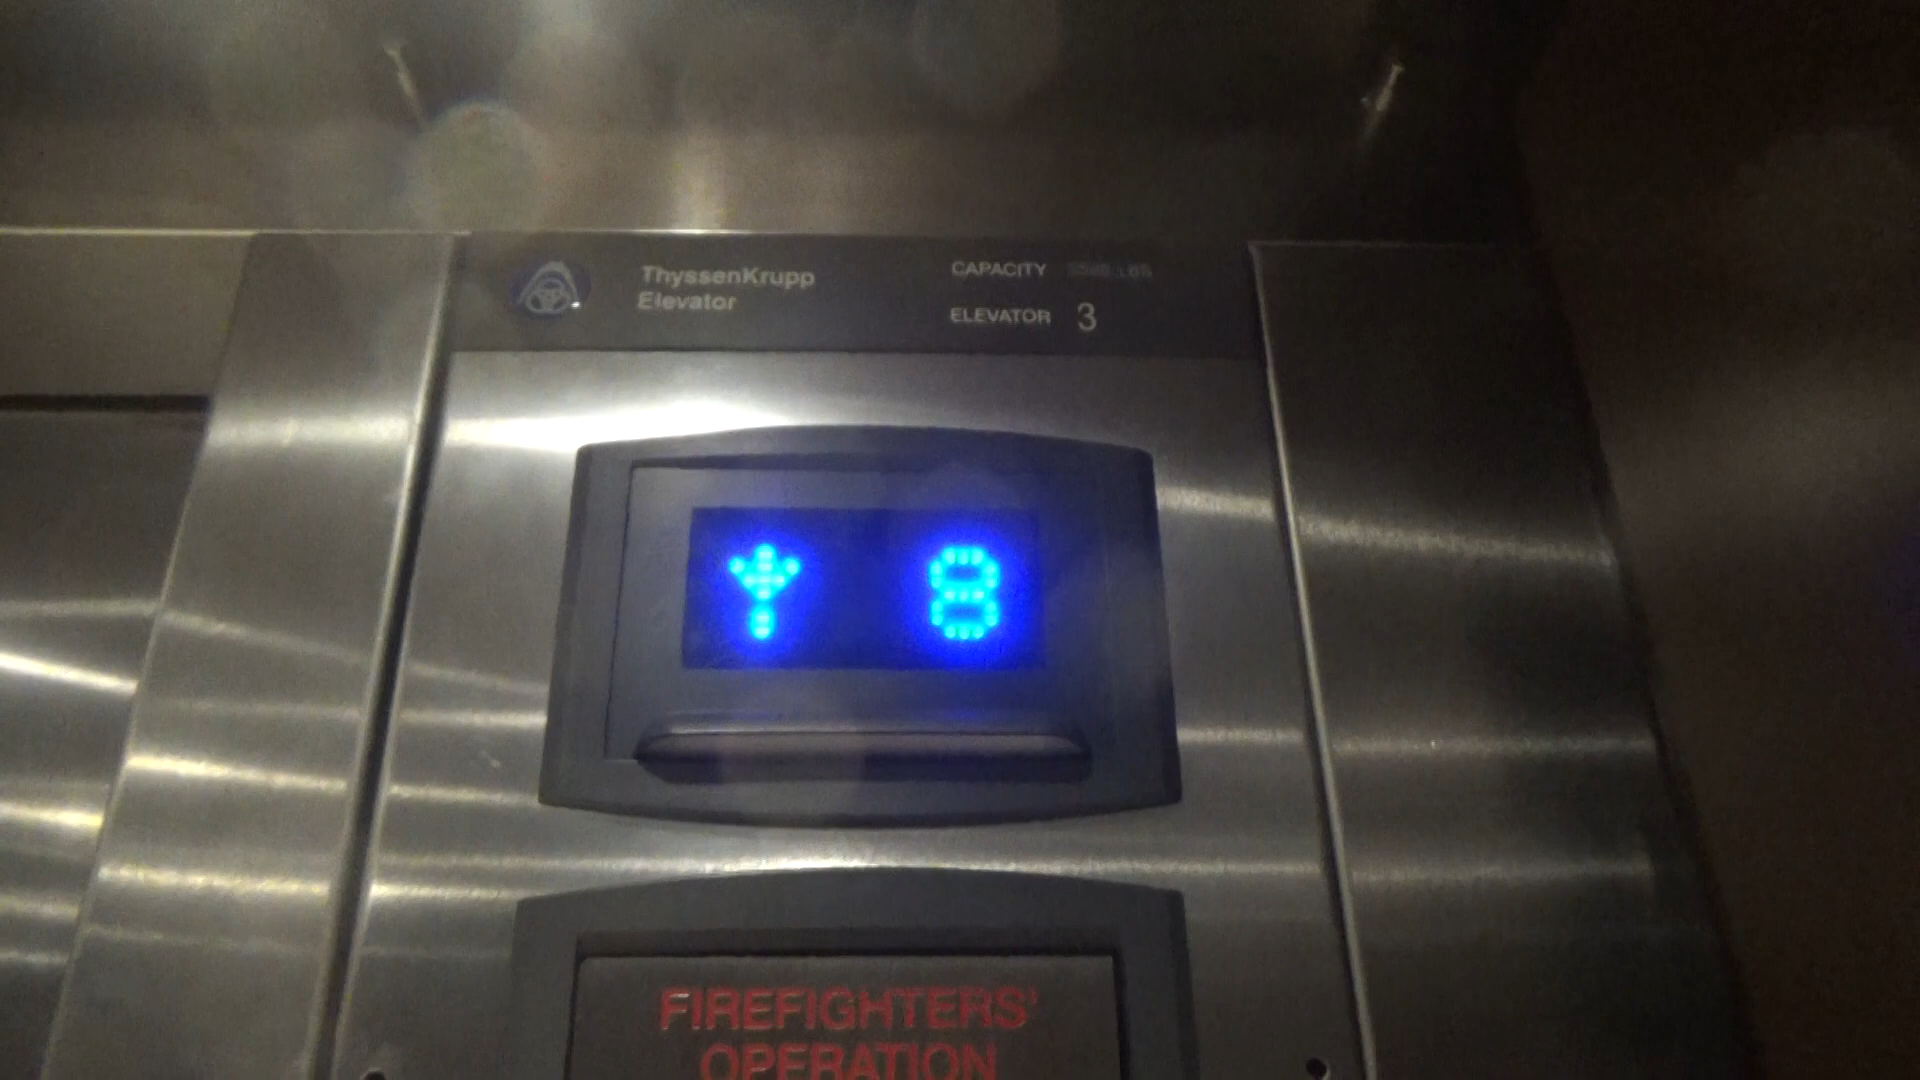 ThyssenKrupp
Elevator
CAPACITY
ELEVATOR 3
8
FIREFIGHTERS'
OPERATION